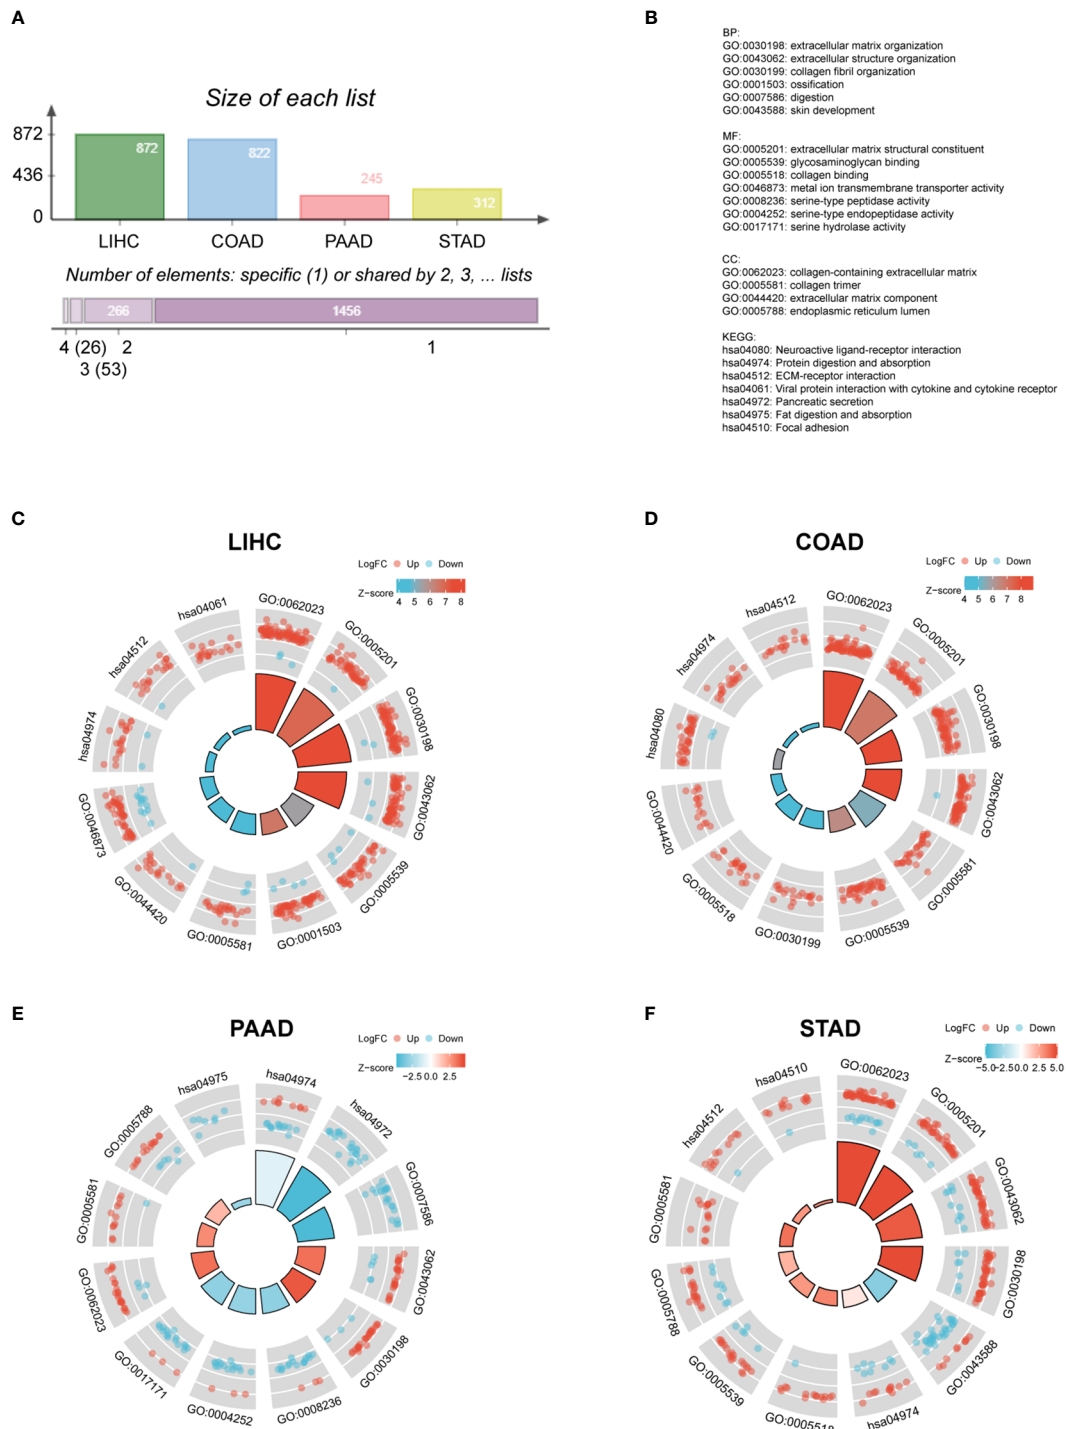 A
Size of each list
872
436
0
872
822
245
312
LIHC
COAD
PAAD
STAD
Number of elements: specific (1) or shared by 2, 3, ... lists
266
1456
4 (26) 2
1
3 (53)
B
BP:
GO:0030198: extracellular matrix organization
GO:0043062: extracellular structure organization
GO:0030199: collagen fibril organization
GO:0001503: ossification
GO:0007586: digestion
GO:0043588: skin development
MF:
GO:0005201: extracellular matrix structural constituent
GO:0005539: glycosaminoglycan binding
GO:0005518: collagen binding
GO:0046873: metal ion transmembrane transporter activity
GO:0008236: serine-type peptidase activity
GO:0004252: serine-type endopeptidase activity
GO:0017171: serine hydrolase activity
CC:
GO:0062023: collagen-containing extracellular matrix
GO:0005581: collagen trimer
GO:0044420: extracellular matrix component
GO:0005788: endoplasmic reticulum lumen
KEGG:
hsa04080: Neuroactive ligand-receptor interaction
hsa04974: Protein digestion and absorption
hsa04512: ECM-receptor interaction
hsa04061: Viral protein interaction with cytokine and cytokine receptor
hsa04972: Pancreatic secretion
hsa04975: Fat digestion and absorption
hsa04510: Focal adhesion
C
LIHC
LogFC Up Down
Z-score
4 5 6 7 8
GO:0062023
GO:0005201
GO:0030198
GO:0043062
GO:0005539
GO:0001503
GO:0005581
GO:0044420
GO:0046873
hsa04974
hsa04512
hsa04061
D
COAD
LogFC Up Down
Z-score
4 5 6 7 8
GO:0062023
GO:0005201
GO:0030198
GO:0043062
GO:0005581
GO:0005539
GO:0030199
GO:0005518
GO:0044420
hsa04080
hsa04974
hsa04512
E
PAAD
LogFC Up Down
Z-score
-2.5 0.0 2.5
hsa04974
hsa04972
GO:0007586
GO:0043062
GO:0030198
GO:0008236
GO:0004252
GO:0017171
GO:0062023
GO:0005581
GO:0005788
hsa04975
F
STAD
LogFC Up Down
Z-score
-5.0 -2.5 0.0 2.5 5.0
GO:0062023
GO:0005201
GO:0043062
GO:0030198
GO:0043588
hsa04974
GO:0005518
GO:0005539
GO:0005788
GO:0005581
hsa04512
hsa04510